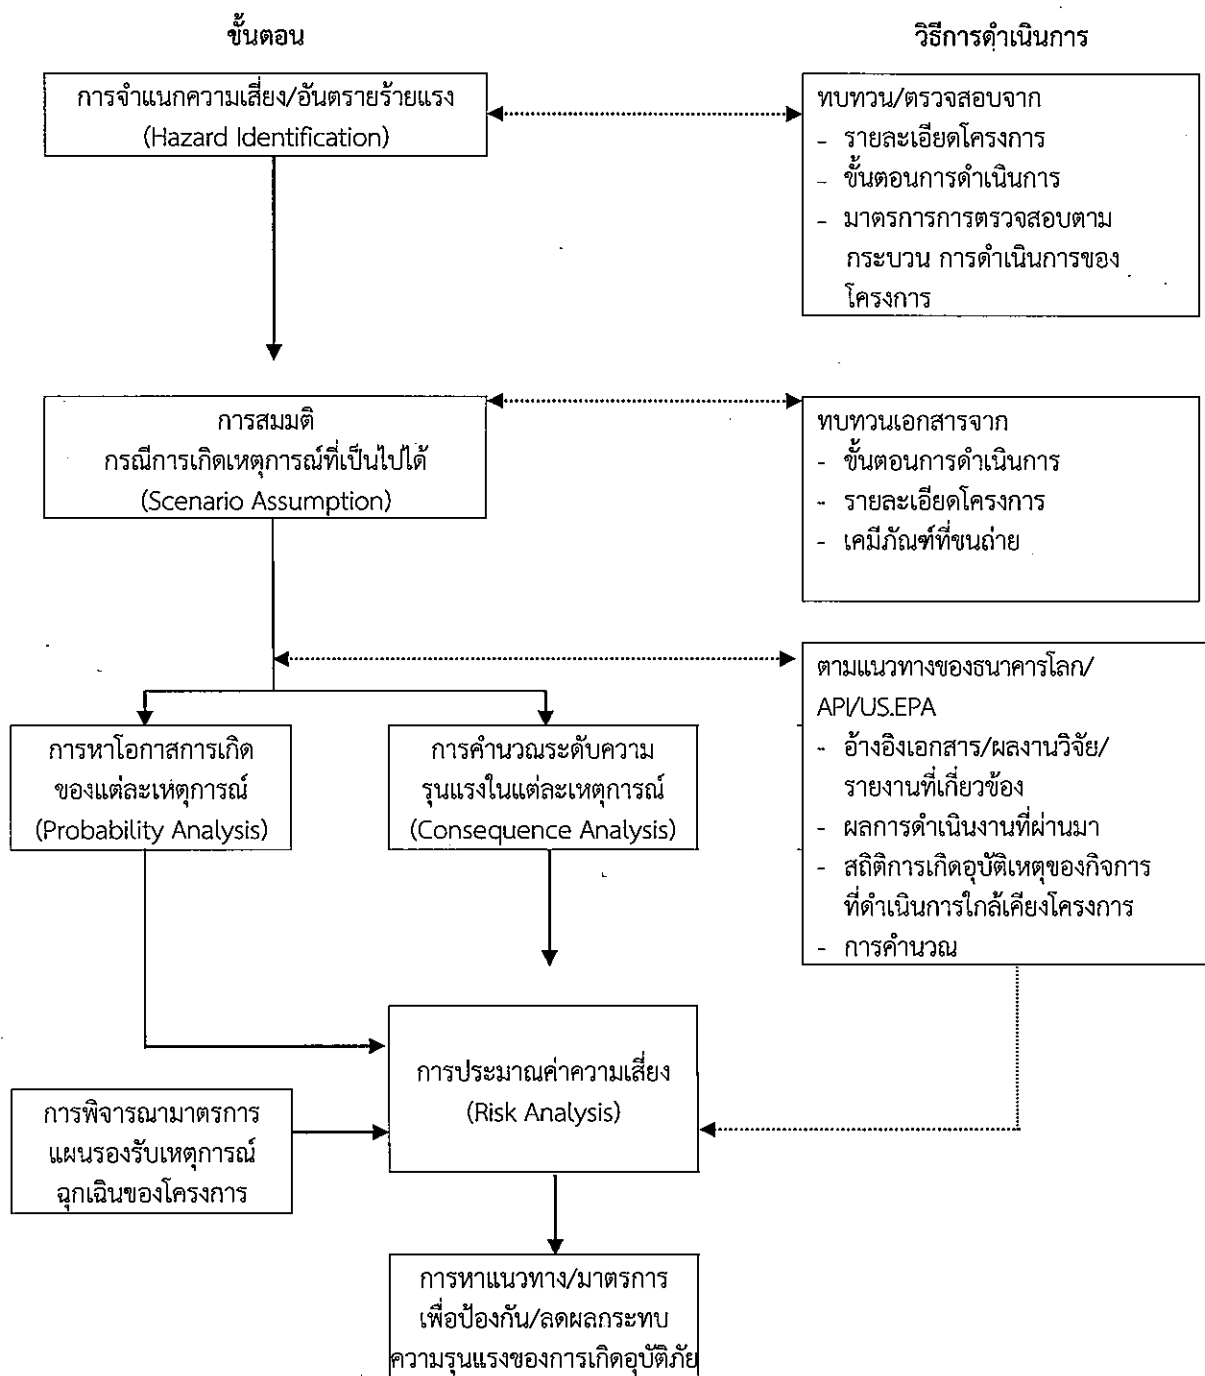 ขั้นตอน
วิธีการดำเนินการ
การจำแนกความเสี่ยง/อันตรายร้ายแรง
(Hazard Identification)
ทบทวน/ตรวจสอบจาก
- รายละเอียดโครงการ
- ขั้นตอนการดำเนินการ
- มาตรการการตรวจสอบตาม
กระบวน การดำเนินการของ
โครงการ
การสมมติ
กรณีการเกิดเหตุการณ์ที่เป็นไปได้
(Scenario Assumption)
ทบทวนเอกสารจาก
- ขั้นตอนการดำเนินการ
- รายละเอียดโครงการ
- เคมีภัณฑ์ที่ขนถ่าย
ตามแนวทางของธนาคารโลก/
API/US.EPA
- อ้างอิงเอกสาร/ผลงานวิจัย/
รายงานที่เกี่ยวข้อง
- ผลการดำเนินงานที่ผ่านมา
- สถิติการเกิดอุบัติเหตุของกิจการ
ที่ดำเนินการใกล้เคียงโครงการ
- การคำนวณ
การหาโอกาสการเกิด
ของแต่ละเหตุการณ์
(Probability Analysis)
การคำนวณระดับความ
รุนแรงในแต่ละเหตุการณ์
(Consequence Analysis)
การประมาณค่าความเสี่ยง
(Risk Analysis)
การพิจารณามาตรการ
แผนรองรับเหตุการณ์
ฉุกเฉินของโครงการ
การหาแนวทาง/มาตรการ
เพื่อป้องกัน/ลดผลกระทบ
ความรุนแรงของการเกิดอุบัติภัย